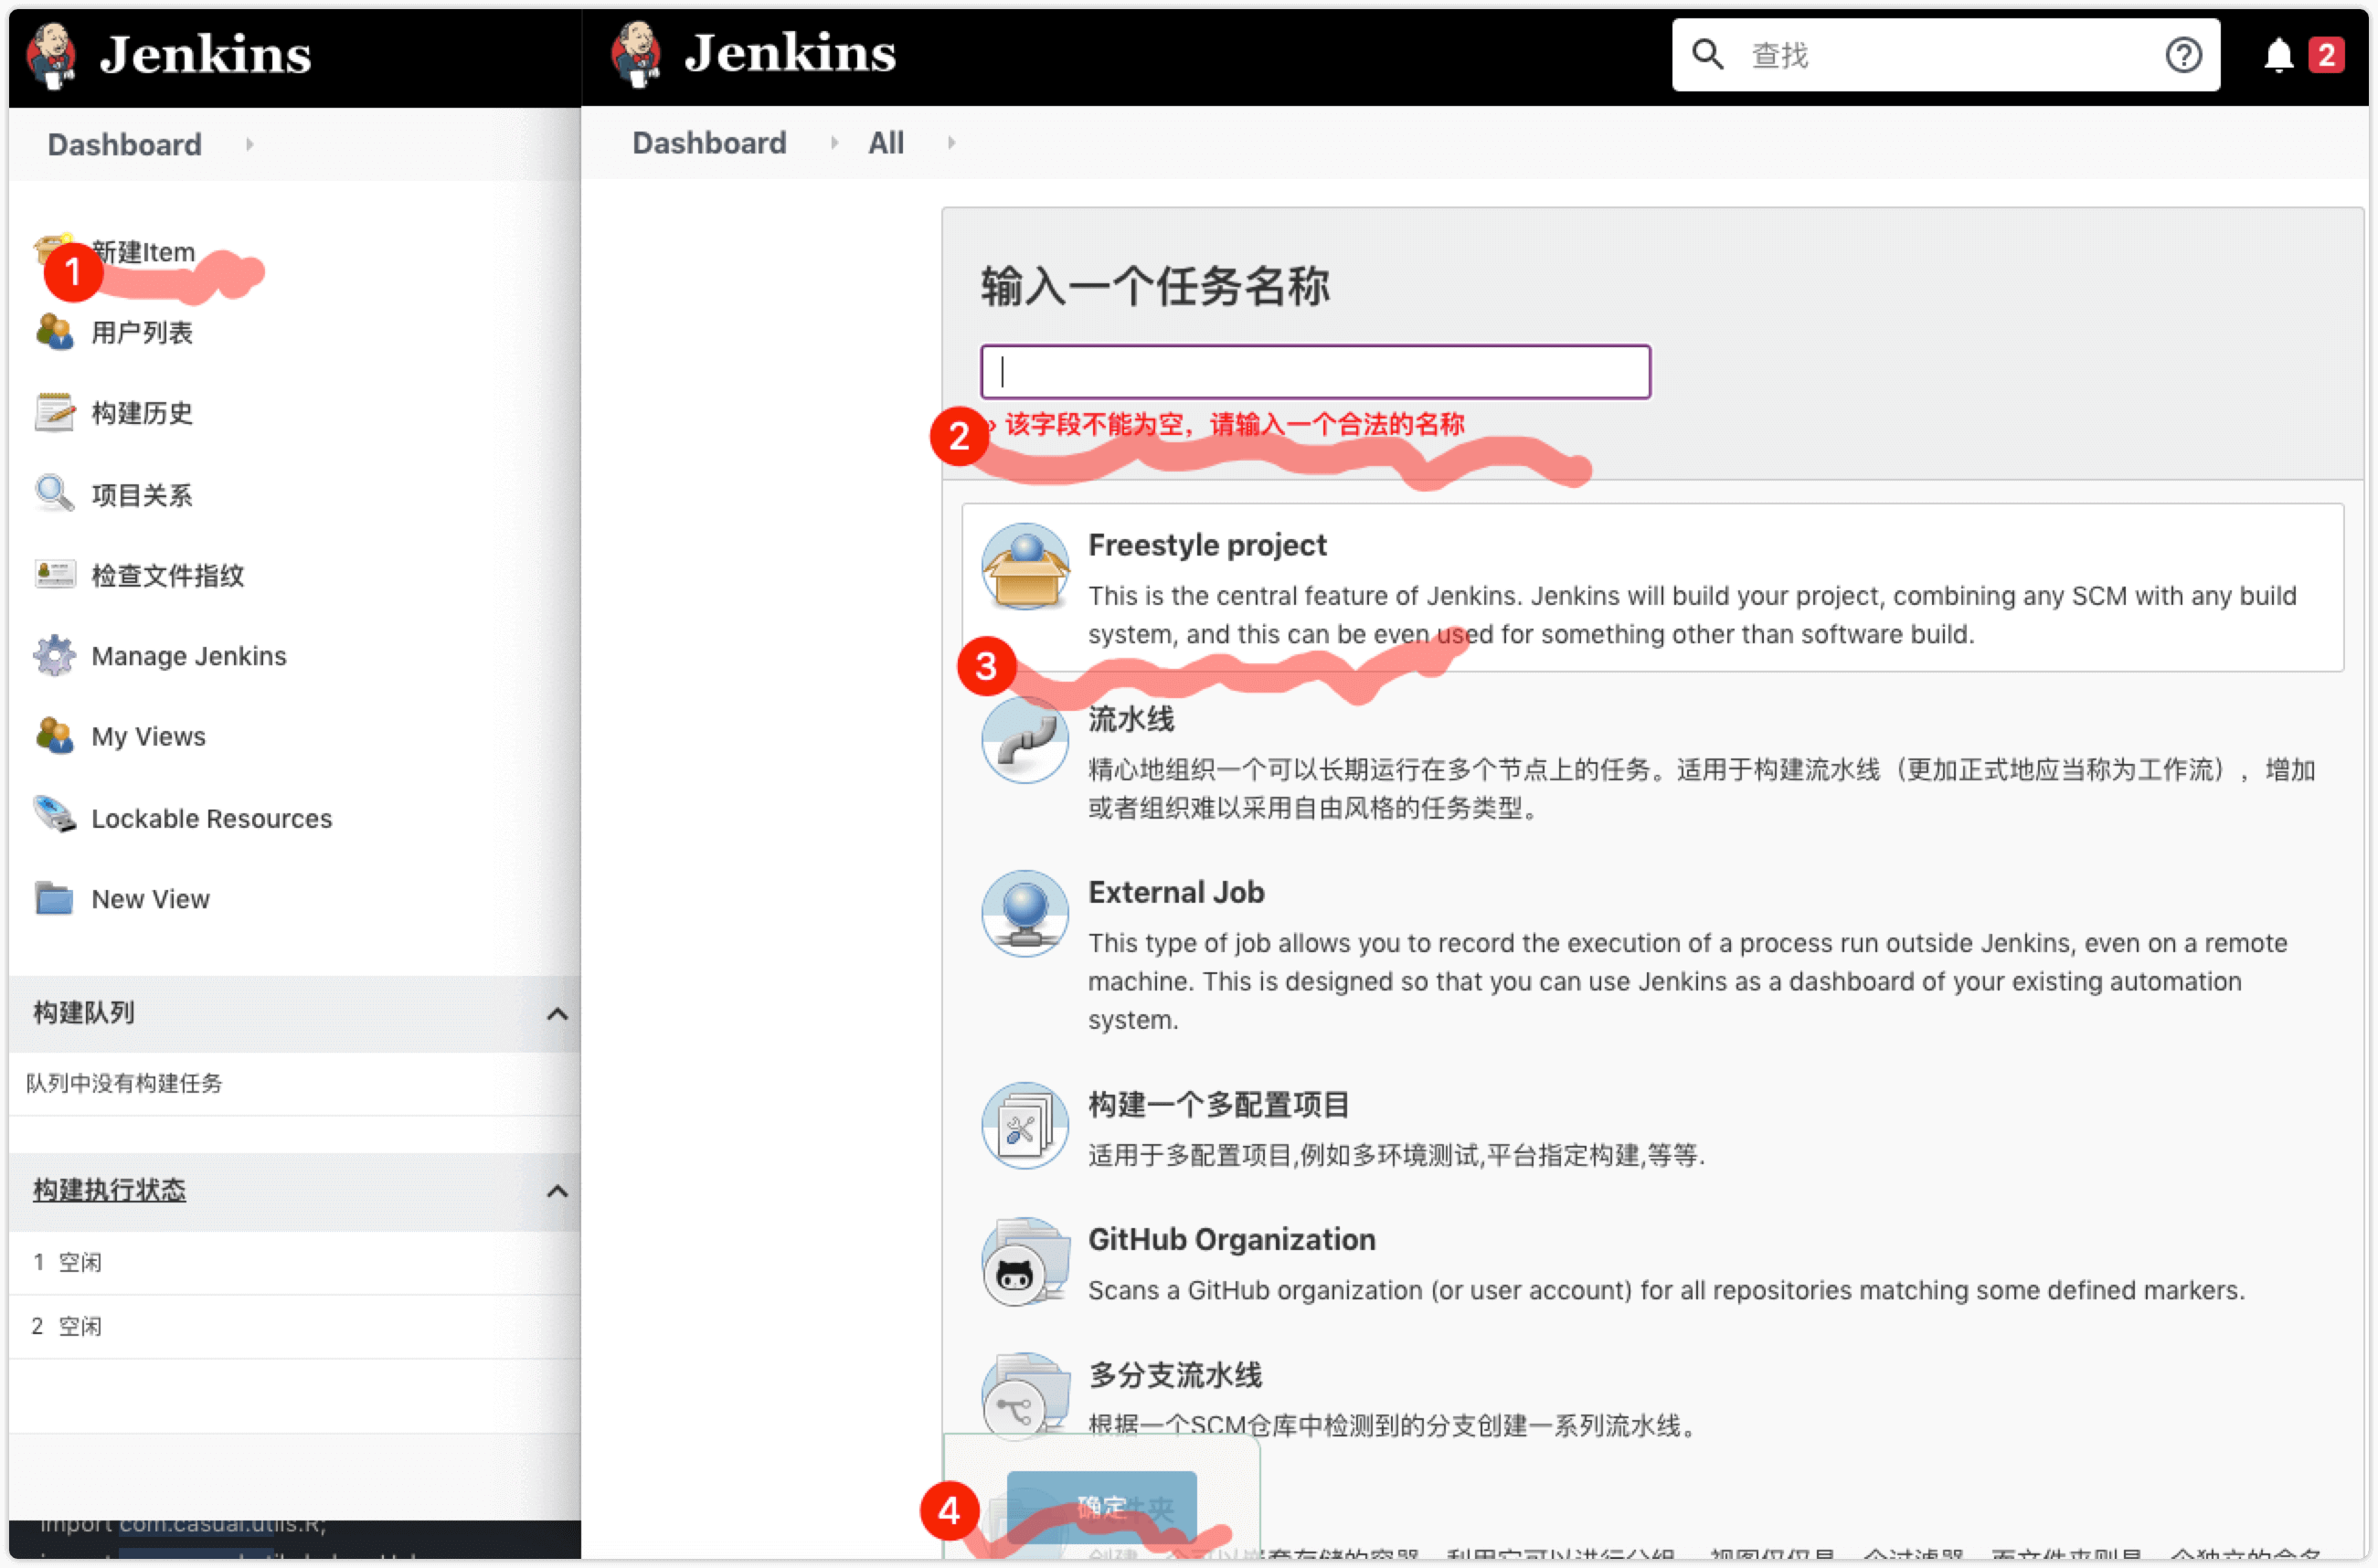 Jenkins
Dashboard
新建Item
1
用户列表
构建历史
项目关系
检查文件指纹
Manage Jenkins
My Views
Lockable Resources
New View
构建队列
队列中没有构建任务
构建执行状态
1 空闲
2 空闲
import com.casual.utils.R;
Jenkins
查找
2
Dashboard
All
输入一个任务名称
2 » 该字段不能为空，请输入一个合法的名称
Freestyle project
This is the central feature of Jenkins. Jenkins will build your project, combining any SCM with any build
system, and this can be even used for something other than software build.
3
流水线
精心地组织一个可以长期运行在多个节点上的任务。适用于构建流水线（更加正式地应当称为工作流），增加
或者组织难以采用自由风格的任务类型。
External Job
This type of job allows you to record the execution of a process run outside Jenkins, even on a remote
machine. This is designed so that you can use Jenkins as a dashboard of your existing automation
system.
构建一个多配置项目
适用于多配置项目,例如多环境测试,平台指定构建,等等.
GitHub Organization
Scans a GitHub organization (or user account) for all repositories matching some defined markers.
多分支流水线
根据一个SCM仓库中检测到的分支创建一系列流水线。
4
确定